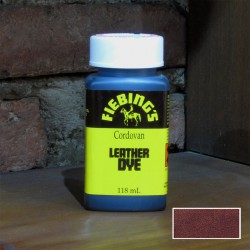 FIEBING'S
Cordovan
LEATHER
DYE
118 mL